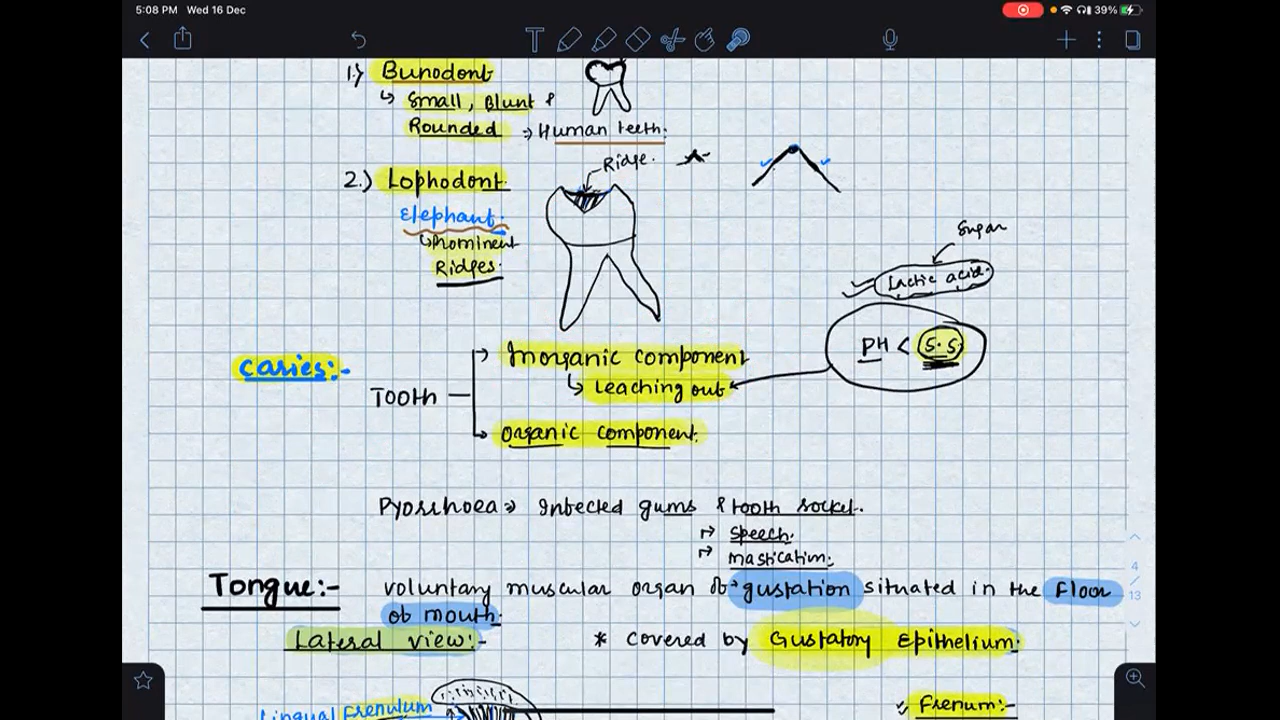 5:08 PM Wed 16 Dec
39%
1.) Bunodont
↳ Small, Blunt &
Rounded → Human teeth.
Ridge.
2.) Lophodont
Elephant.
↳ Prominent
Ridges.
Sugar
Lactic acid.
PH < 5.5
Caries:-
Tooth
Inorganic component
↳ Leaching out
Organic component.
Pyorrhoea → Infected gums & tooth socket.
→ Speech.
→ Mastication.
Tongue:- voluntary muscular organ of gustation situated in the Floor
of mouth.
Lateral view:- * Covered by Gustatory Epithelium.
4
/
13
Lingual Frenulum
Frenum:-